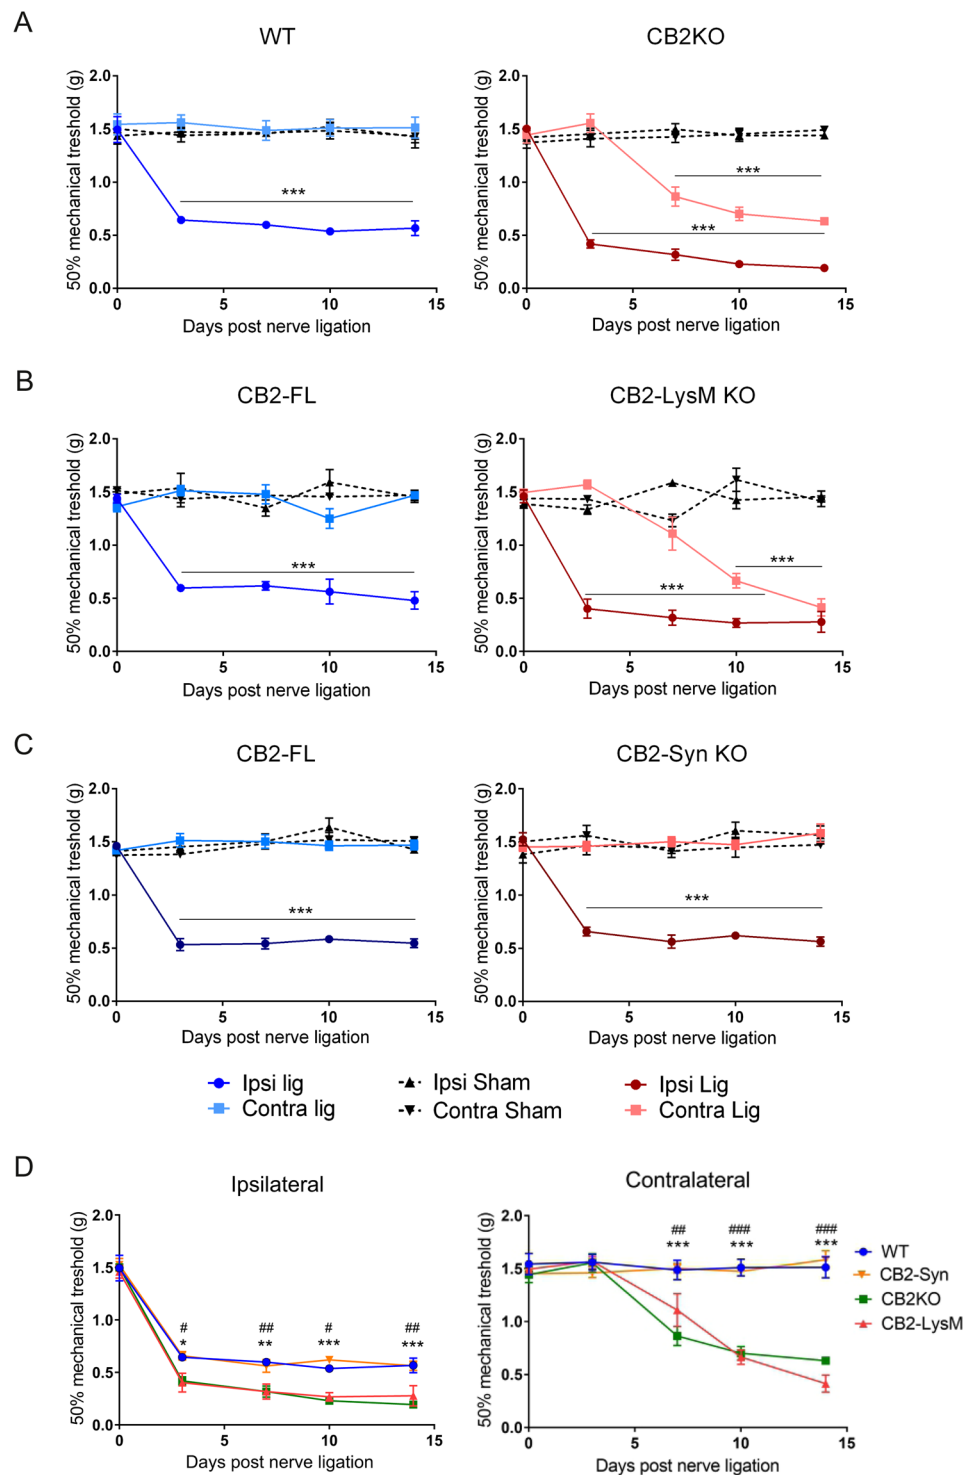 A
WT
CB2KO
50% mechanical treshold (g)
2.0
1.5
1.0
0.5
0.0
***
0 5 10 15
Days post nerve ligation
50% mechanical treshold (g)
2.0
1.5
1.0
0.5
0.0
***
***
0 5 10 15
Days post nerve ligation
B
CB2-FL
CB2-LysM KO
50% mechanical treshold (g)
2.0
1.5
1.0
0.5
0.0
***
0 5 10 15
Days post nerve ligation
50% mechanical treshold (g)
2.0
1.5
1.0
0.5
0.0
***
***
0 5 10 15
Days post nerve ligation
C
CB2-FL
CB2-Syn KO
50% mechanical treshold (g)
2.0
1.5
1.0
0.5
0.0
***
0 5 10 15
Days post nerve ligation
50% mechanical treshold (g)
2.0
1.5
1.0
0.5
0.0
***
0 5 10 15
Days post nerve ligation
Ipsi lig
Contra lig
Ipsi Sham
Contra Sham
Ipsi Lig
Contra Lig
D
Ipsilateral
Contralateral
50% mechanical treshold (g)
2.0
1.5
1.0
0.5
0.0
# ## # ##
* ** *** ***
0 5 10 15
Days post nerve ligation
50% mechanical treshold (g)
2.0
1.5
1.0
0.5
0.0
## ### ###
*** *** ***
0 5 10 15
Days post nerve ligation
WT
CB2-Syn
CB2KO
CB2-LysM